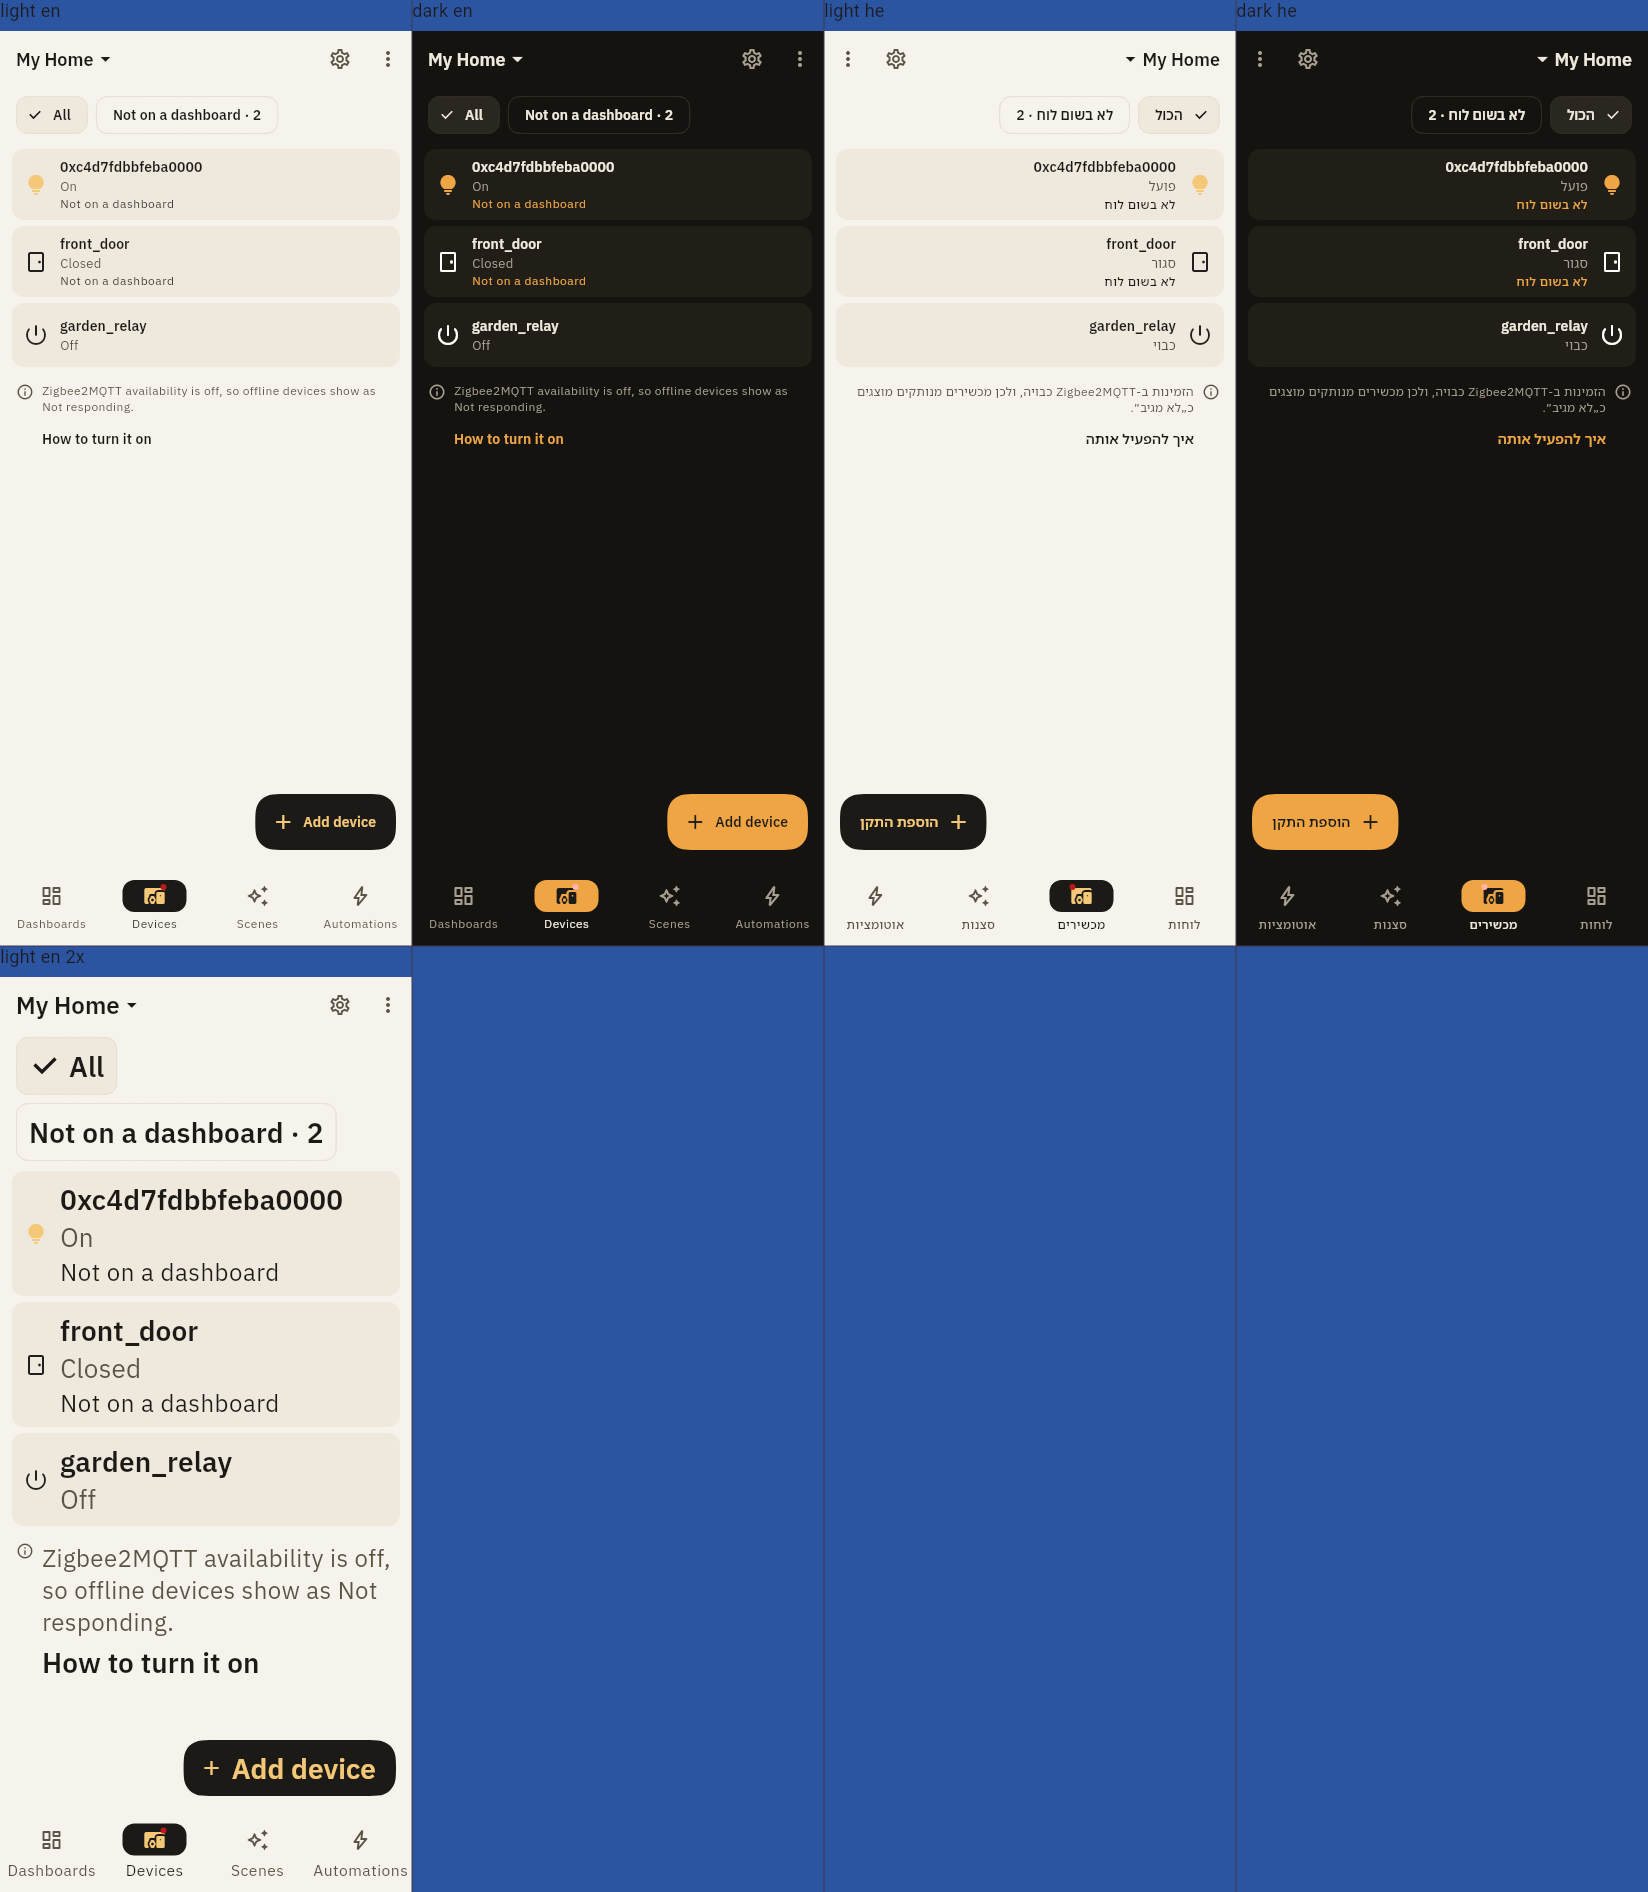 light en
My Home
All
Not on a dashboard · 2
0xc4d7fdbbfeba0000
On
Not on a dashboard
front_door
Closed
Not on a dashboard
garden_relay
Off
Zigbee2MQTT availability is off, so offline devices show as
Not responding.
How to turn it on
Add device
Dashboards
Devices
Scenes
Automations
dark en
My Home
All
Not on a dashboard · 2
0xc4d7fdbbfeba0000
On
Not on a dashboard
front_door
Closed
Not on a dashboard
garden_relay
Off
Zigbee2MQTT availability is off, so offline devices show as
Not responding.
How to turn it on
Add device
Dashboards
Devices
Scenes
Automations
light he
My Home
הכול
לא בשום לוח · 2
0xc4d7fdbbfeba0000
פועל
לא בשום לוח
front_door
סגור
לא בשום לוח
garden_relay
כבוי
הזמינות ב-Zigbee2MQTT כבויה, ולכן מכשירים מנותקים מוצגים
כ„לא מגיב”.
איך להפעיל אותה
הוספת התקן
לוחות
מכשירים
סצנות
אוטומציות
dark he
My Home
הכול
לא בשום לוח · 2
0xc4d7fdbbfeba0000
פועל
לא בשום לוח
front_door
סגור
לא בשום לוח
garden_relay
כבוי
הזמינות ב-Zigbee2MQTT כבויה, ולכן מכשירים מנותקים מוצגים
כ„לא מגיב”.
איך להפעיל אותה
הוספת התקן
לוחות
מכשירים
סצנות
אוטומציות
light en 2x
My Home
All
Not on a dashboard · 2
0xc4d7fdbbfeba0000
On
Not on a dashboard
front_door
Closed
Not on a dashboard
garden_relay
Off
Zigbee2MQTT availability is off,
so offline devices show as Not
responding.
How to turn it on
Add device
Dashboards
Devices
Scenes
Automations